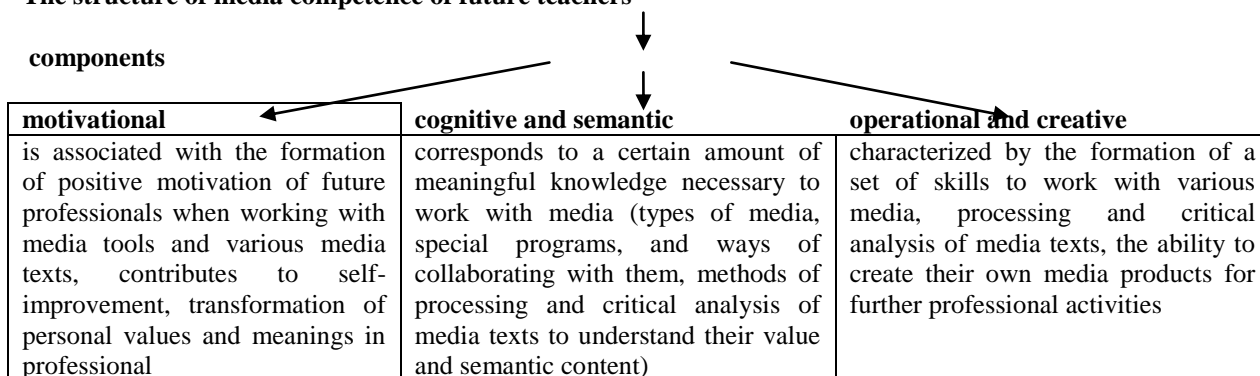 The structure of media competence of future teachers
components
motivational
is associated with the formation
of positive motivation of future
professionals when working with
media tools and various media
texts, contributes to self-
improvement, transformation of
personal values and meanings in
professional
cognitive and semantic
corresponds to a certain amount of
meaningful knowledge necessary to
work with media (types of media,
special programs, and ways of
collaborating with them, methods of
processing and critical analysis of
media texts to understand their value
and semantic content)
operational and creative
characterized by the formation of a
set of skills to work with various
media, processing and critical
analysis of media texts, the ability to
create their own media products for
further professional activities